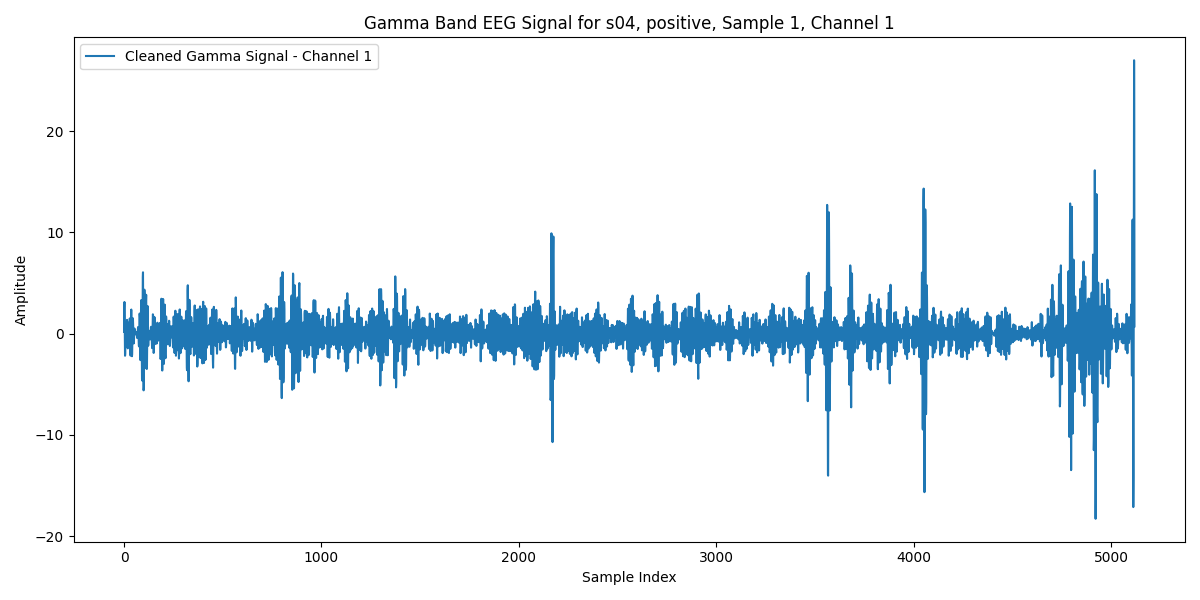 Gamma Band EEG Signal for s04, positive, Sample 1, Channel 1
Cleaned Gamma Signal - Channel 1
Amplitude
20
10
0
−10
−20
0 1000 2000 3000 4000 5000
Sample Index